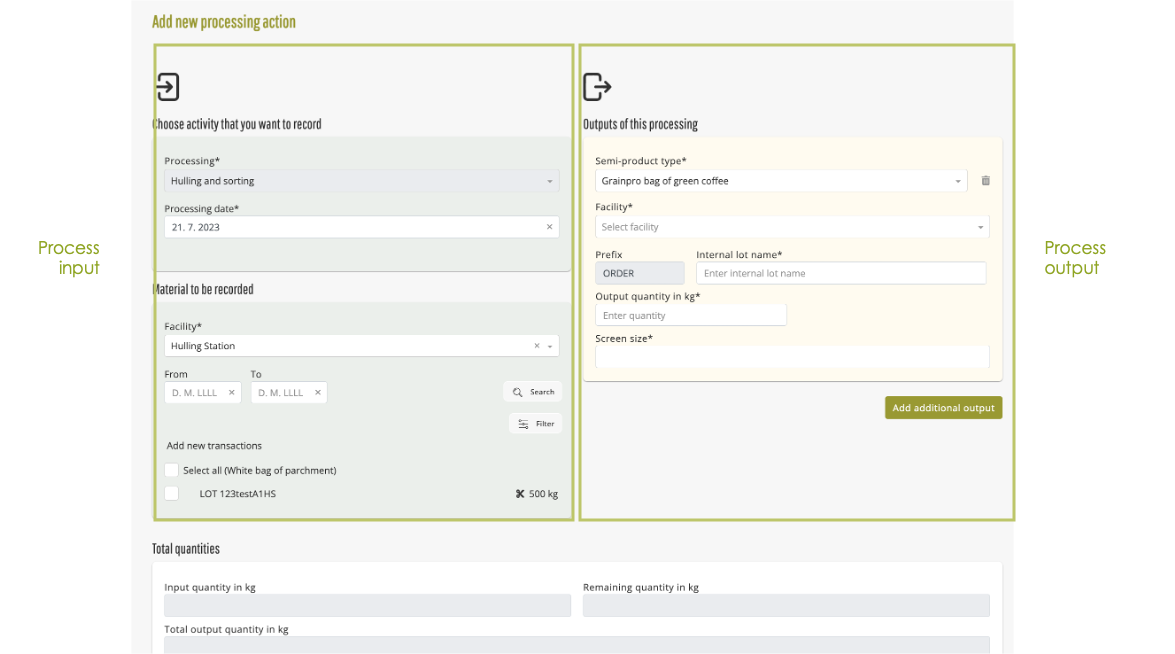 Add new processing action
Choose activity that you want to record
Processing*
Hulling and sorting
Processing date*
21. 7. 2023
Material to be recorded
Facility*
Hulling Station
From
To
D. M. LLLL
D. M. LLLL
Search
Filter
Add new transactions
Select all (White bag of parchment)
LOT 123testA1HS
500 kg
Process
input
Outputs of this processing
Semi-product type*
Grainpro bag of green coffee
Facility*
Select facility
Prefix
Internal lot name*
ORDER
Enter internal lot name
Output quantity in kg*
Enter quantity
Screen size*
Add additional output
Process
output
Total quantities
Input quantity in kg
Remaining quantity in kg
Total output quantity in kg